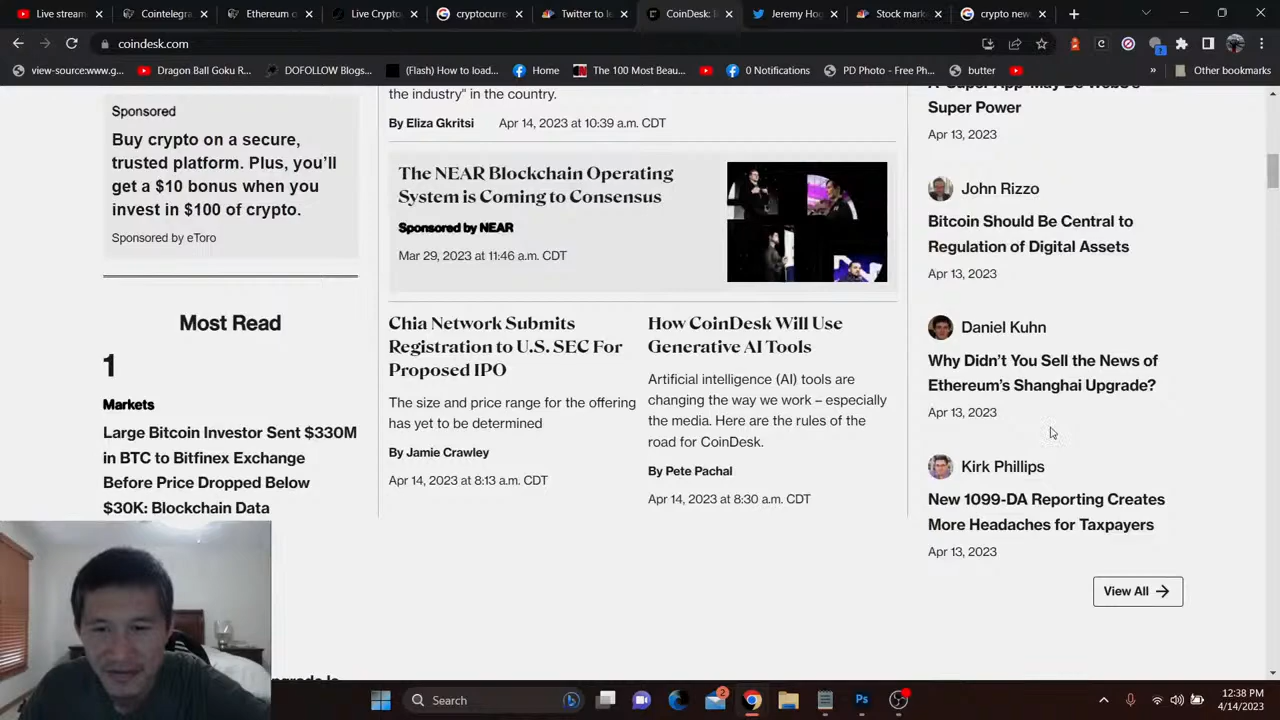 Live stream
Live strea
Ethereum o
Live Crypto
cryptocurre
Twitter to le
CoinDesk: B
Jeremy Hog
Stock mark
crypto new
coindesk.com
view-source:www.g...
Dragon Ball Goku R...
DOFOLLOW Blogs...
(Flash) How to load...
Home
The 100 Most Beau...
0 Notifications
PD Photo - Free Ph...
butter
»
Other bookmarks
Sponsored
Buy crypto on a secure,
trusted platform. Plus, you'll
get a $10 bonus when you
invest in $100 of crypto.
Sponsored by eToro
Most Read
1
Markets
Large Bitcoin Investor Sent $330M
in BTC to Bitfinex Exchange
Before Price Dropped Below
$30K: Blockchain Data
the industry" in the country.
By Eliza Gkritsi Apr 14, 2023 at 10:39 a.m. CDT
The NEAR Blockchain Operating
System is Coming to Consensus
Sponsored by NEAR
Mar 29, 2023 at 11:46 a.m. CDT
Chia Network Submits
Registration to U.S. SEC For
Proposed IPO
The size and price range for the offering
has yet to be determined
By Jamie Crawley
Apr 14, 2023 at 8:13 a.m. CDT
How CoinDesk Will Use
Generative AI Tools
Artificial intelligence (AI) tools are
changing the way we work – especially
the media. Here are the rules of the
road for CoinDesk.
By Pete Pachal
Apr 14, 2023 at 8:30 a.m. CDT
Super Power
Apr 13, 2023
John Rizzo
Bitcoin Should Be Central to
Regulation of Digital Assets
Apr 13, 2023
Daniel Kuhn
Why Didn't You Sell the News of
Ethereum's Shanghai Upgrade?
Apr 13, 2023
Kirk Phillips
New 1099-DA Reporting Creates
More Headaches for Taxpayers
Apr 13, 2023
View All
Search
2
12:38 PM
4/14/2023